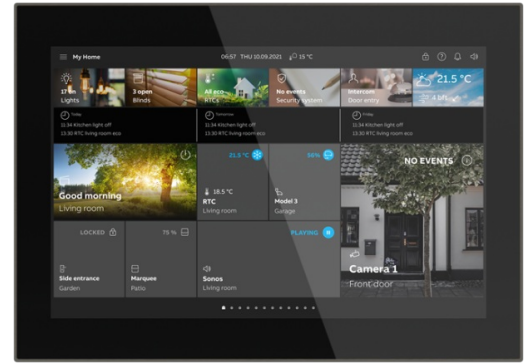 My Home
06:57 THU 10.09.2021 15 °C
17 on
Lights
3 open
Blinds
All eco
RTCs
No events
Security system
Intercom
Door entry
21.5 °C
Today
11:34 Kitchen light off
13:30 RTC living room eco
Tomorrow
11:34 Kitchen light off
13:30 RTC living room eco
Friday
11:34 Kitchen light off
13:30 RTC living room eco
Good morning
Living room
21.5 °C
18.5 °C
RTC
Living room
Model 3
Garage
NO EVENTS
LOCKED
Side entrance
Garden
75 %
Marquee
Patio
PLAYING
Sonos
Living room
Camera 1
Front door